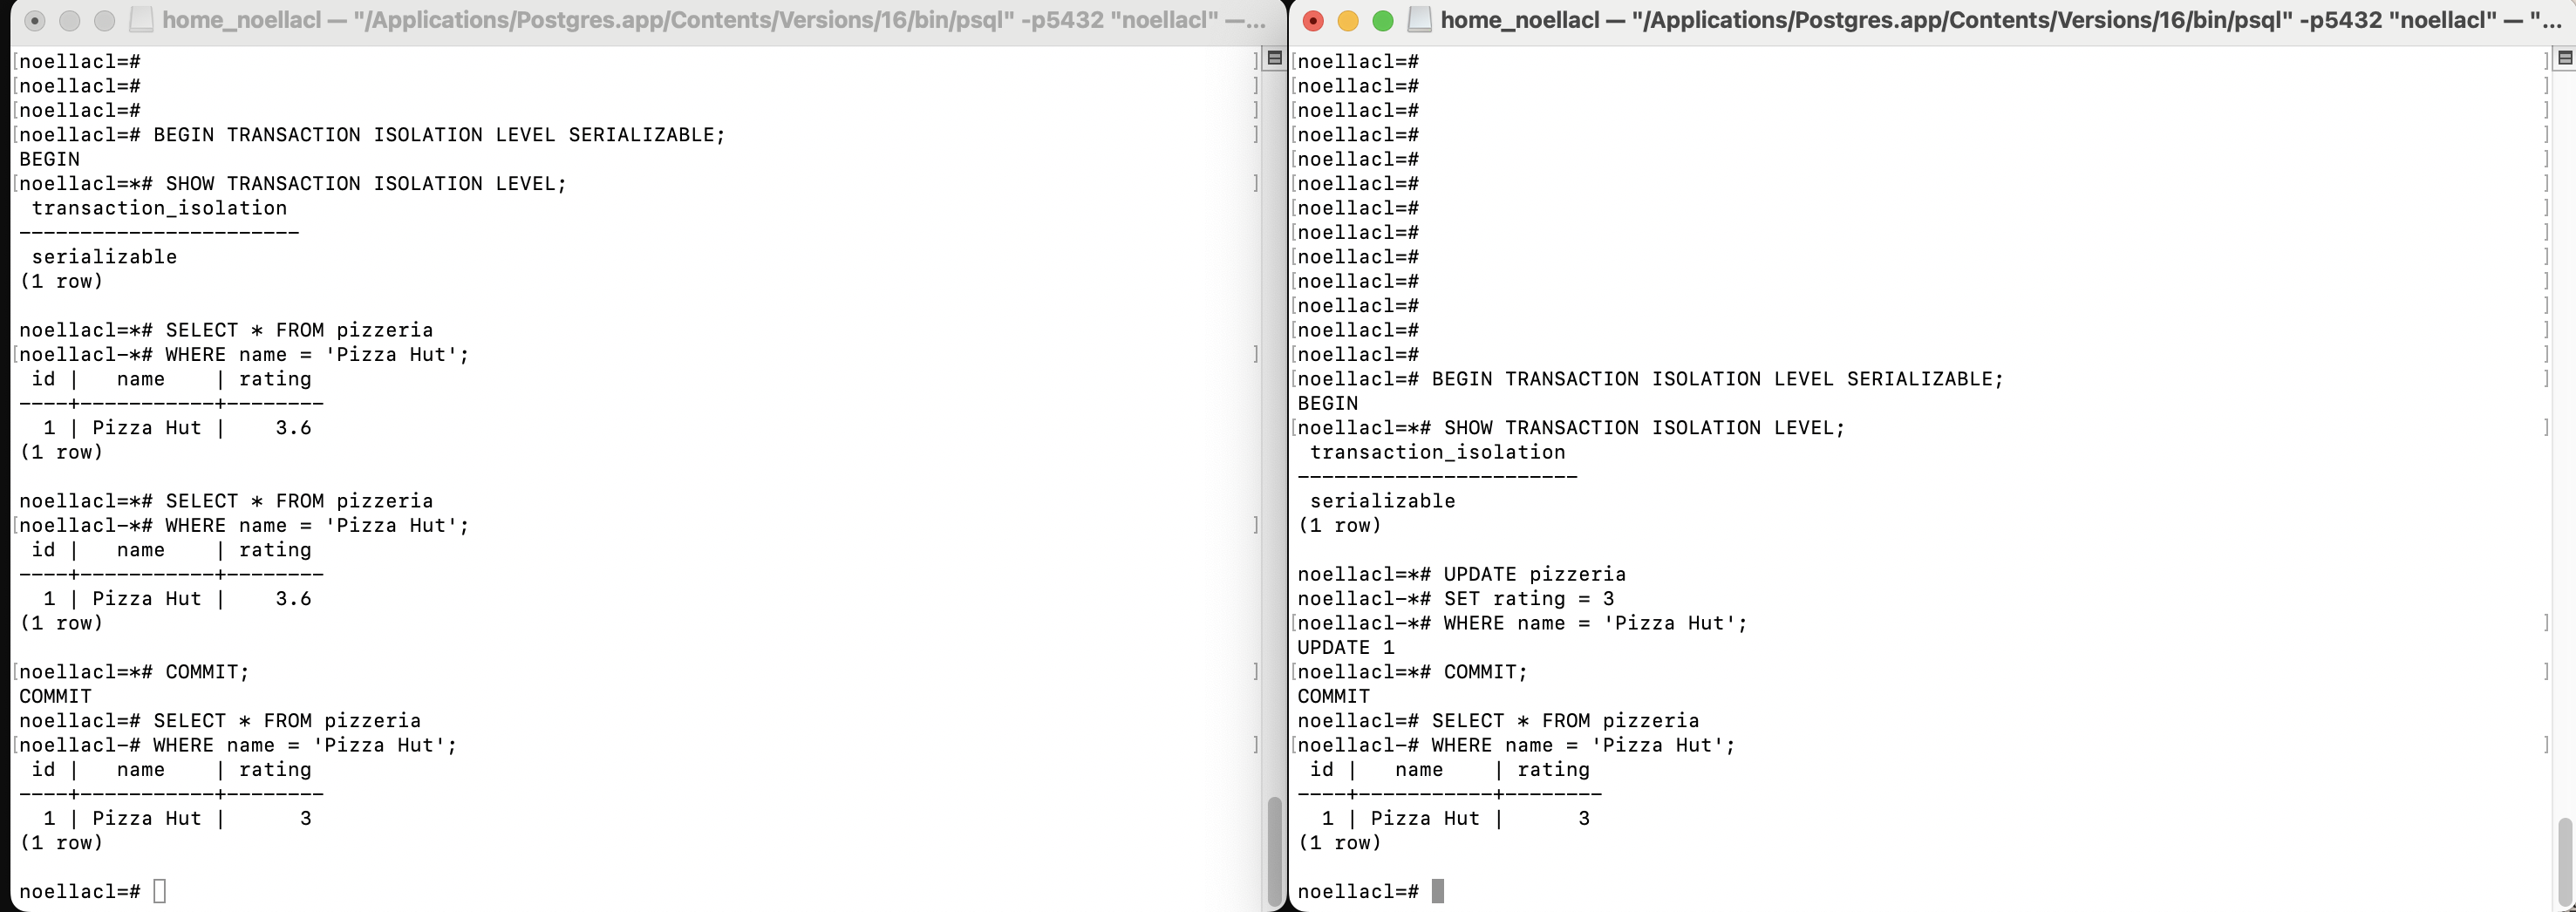 home_noellacl — "/Applications/Postgres.app/Contents/Versions/16/bin/psql" -p5432 "noellacl" —...
[noellacl=# ]
[noellacl=# ]
[noellacl=# ]
[noellacl=# BEGIN TRANSACTION ISOLATION LEVEL SERIALIZABLE; ]
BEGIN
[noellacl=*# SHOW TRANSACTION ISOLATION LEVEL; ]
 transaction_isolation
-----------------------
 serializable
(1 row)

noellacl=*# SELECT * FROM pizzeria
[noellacl-*# WHERE name = 'Pizza Hut'; ]
 id |   name    | rating
----+-----------+--------
  1 | Pizza Hut |    3.6
(1 row)

noellacl=*# SELECT * FROM pizzeria
[noellacl-*# WHERE name = 'Pizza Hut'; ]
 id |   name    | rating
----+-----------+--------
  1 | Pizza Hut |    3.6
(1 row)

[noellacl=*# COMMIT; ]
COMMIT
noellacl=# SELECT * FROM pizzeria
[noellacl-# WHERE name = 'Pizza Hut'; ]
 id |   name    | rating
----+-----------+--------
  1 | Pizza Hut |      3
(1 row)

noellacl=#
home_noellacl — "/Applications/Postgres.app/Contents/Versions/16/bin/psql" -p5432 "noellacl" — "...
[noellacl=# ]
[noellacl=# ]
[noellacl=# ]
[noellacl=# ]
[noellacl=# ]
[noellacl=# ]
[noellacl=# ]
[noellacl=# ]
[noellacl=# ]
[noellacl=# ]
[noellacl=# ]
[noellacl=# ]
[noellacl=# ]
[noellacl=# BEGIN TRANSACTION ISOLATION LEVEL SERIALIZABLE; ]
BEGIN
[noellacl=*# SHOW TRANSACTION ISOLATION LEVEL; ]
 transaction_isolation
-----------------------
 serializable
(1 row)

noellacl=*# UPDATE pizzeria
noellacl-*# SET rating = 3
[noellacl-*# WHERE name = 'Pizza Hut'; ]
UPDATE 1
[noellacl=*# COMMIT; ]
COMMIT
noellacl=# SELECT * FROM pizzeria
[noellacl-# WHERE name = 'Pizza Hut'; ]
 id |   name    | rating
----+-----------+--------
  1 | Pizza Hut |      3
(1 row)

noellacl=#